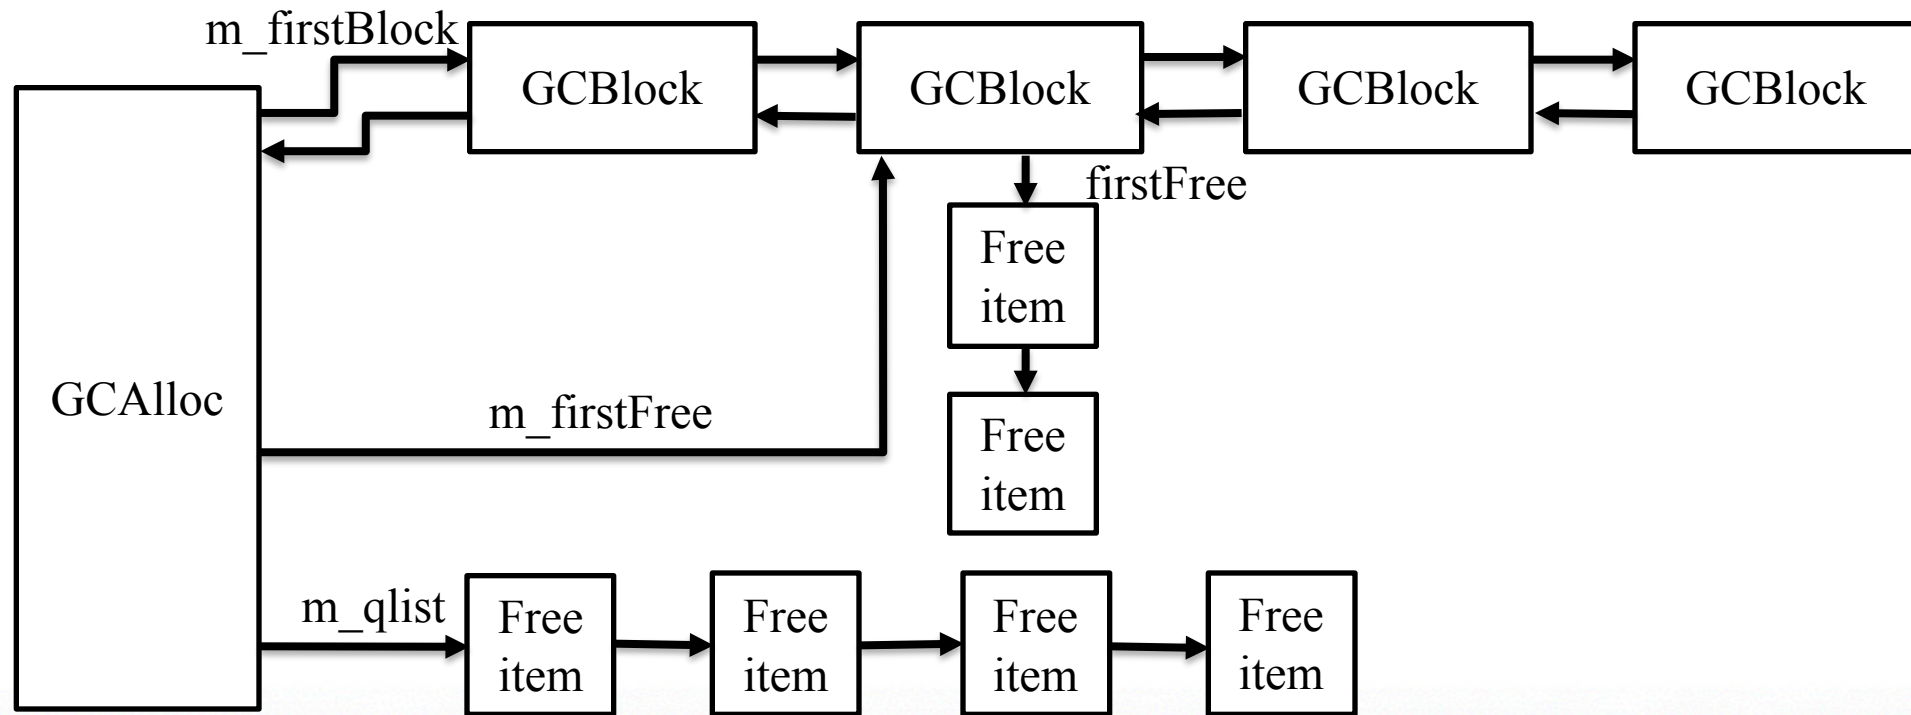 m_firstBlock
GCBlock
GCBlock
GCBlock
GCBlock
firstFree
Free
item
GCAlloc
m_firstFree
Free
item
m_qlist
Free
item
Free
item
Free
item
Free
item